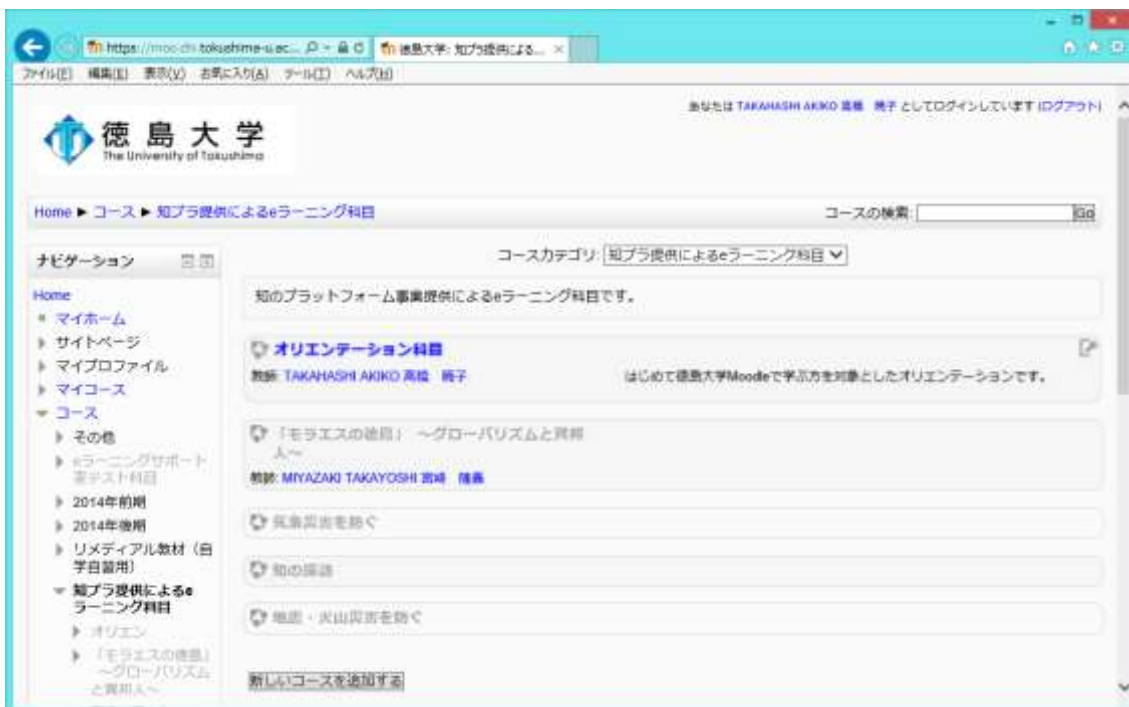 徳島大学: 知プラ提供による...
ファイル(F) 編集(E) 表示(V) お気に入り(A) ツール(T) ヘルプ(H)
あなたは TAKAHASHI AKIKO 高橋 暁子 としてログインしています (ログアウト)
徳島大学
The University of Tokushima
Home ► コース ► 知プラ提供によるeラーニング科目
コースの検索: Go
ナビゲーション
コースカテゴリ: 知プラ提供によるeラーニング科目
Home
マイホーム
サイトページ
マイプロファイル
マイコース
コース
その他
eラーニングサポート
室テスト科目
2014年前期
2014年後期
リメディアル教材（自
学自習用）
知プラ提供によるe
ラーニング科目
オリエン
「モラエスの徳島」
～グローバリズム
と異邦人～
知のプラットフォーム事業提供によるeラーニング科目です。
オリエンテーション科目
教師: TAKAHASHI AKIKO 高橋 暁子
はじめて徳島大学Moodleで学ぶ方を対象としたオリエンテーションです。
「モラエスの徳島」 ～グローバリズムと異邦
人～
教師: MIYAZAKI TAKAYOSHI 宮崎 隆義
気象災害を防ぐ
知の探訪
地震・火山災害を防ぐ
新しいコースを追加する